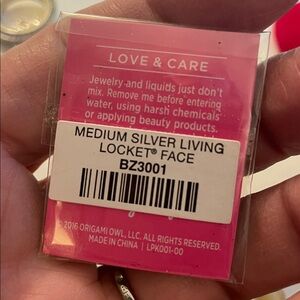 LOVE & CARE
Jewelry and liquids just don't
mix. Remove me before entering
water, using harsh chemicals
or applying beauty products.
MEDIUM SILVER LIVING
LOCKET® FACE
BZ3001
© 2016 ORIGAMI OWL, LLC. ALL RIGHTS RESERVED.
MADE IN CHINA | LPK001-00